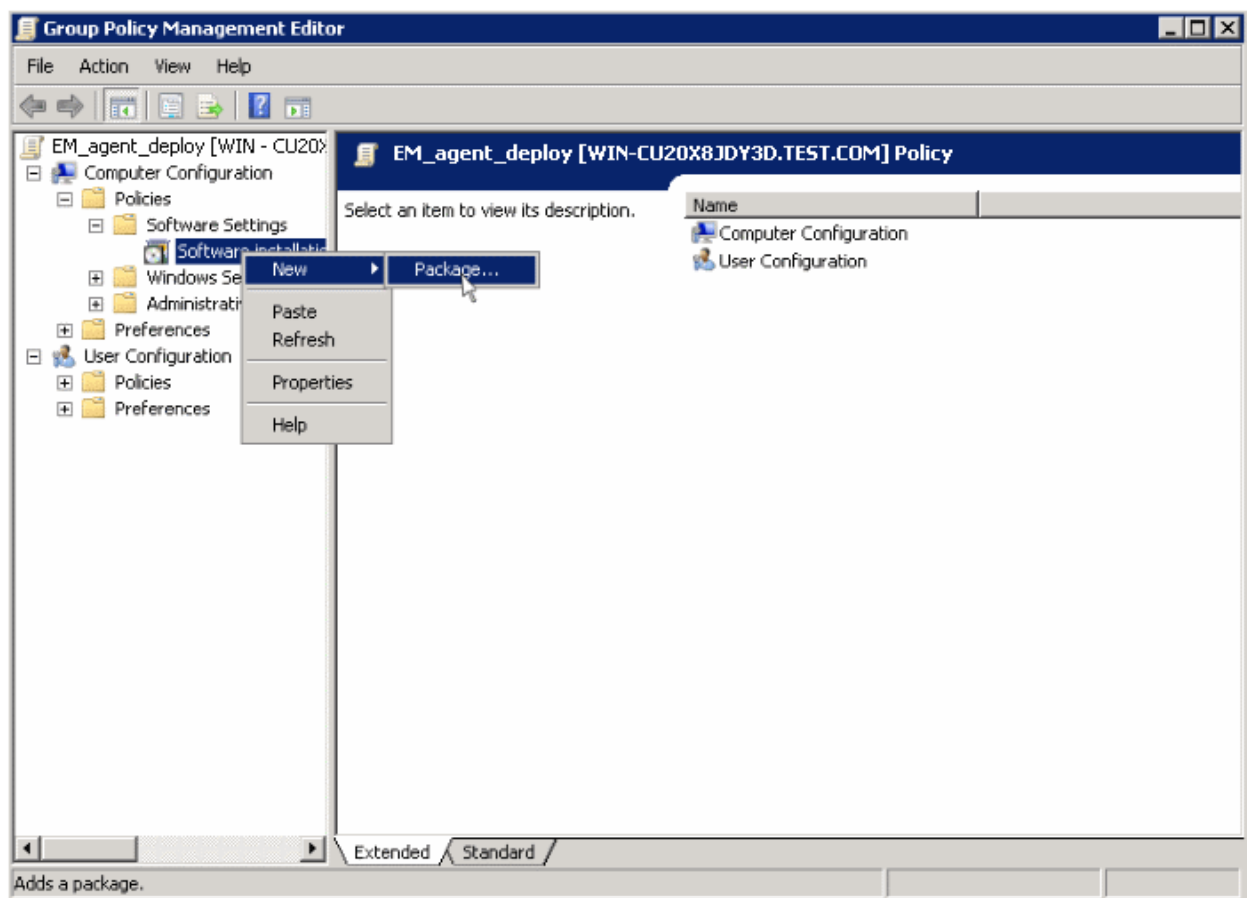 Group Policy Management Editor
File Action View Help
EM_agent_deploy [WIN - CU20X
Computer Configuration
Policies
Software Settings
Software installatio
Windows Se
Administrativ
Preferences
User Configuration
Policies
Preferences
New
Package...
Paste
Refresh
Properties
Help
EM_agent_deploy [WIN-CU20X8JDY3D.TEST.COM] Policy
Select an item to view its description.
Name
Computer Configuration
User Configuration
Extended Standard
Adds a package.